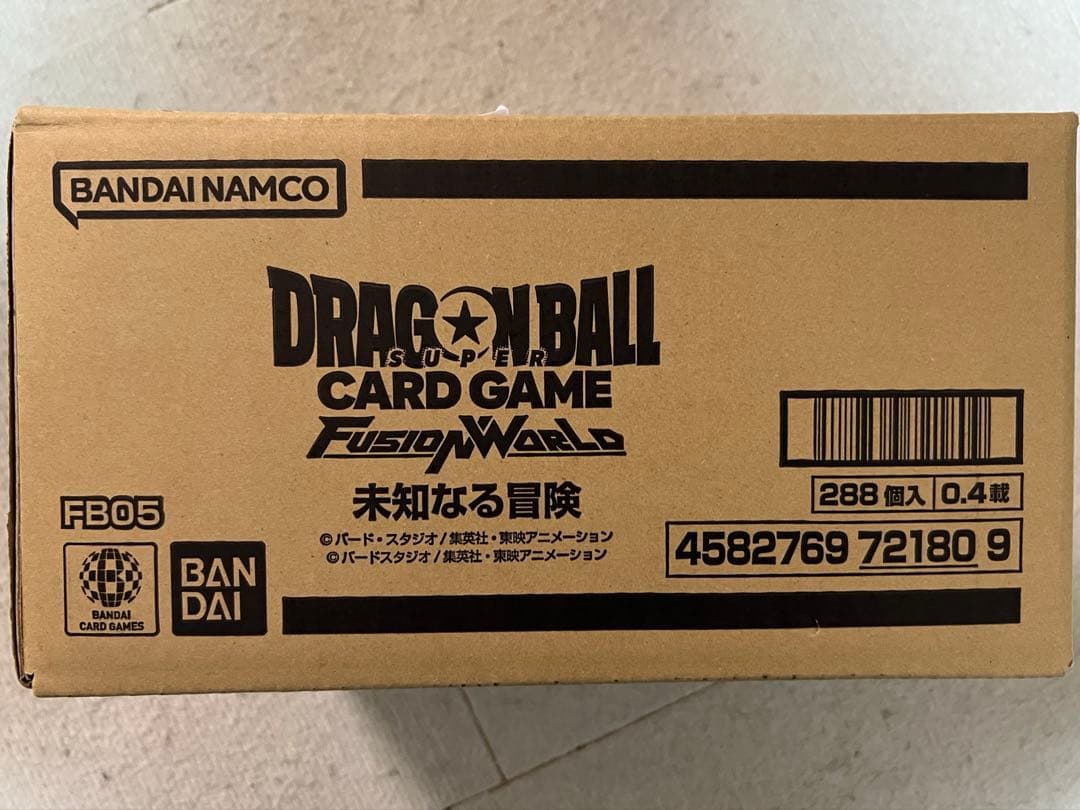 BANDAI NAMCO
DRAGONBALL
SUPER
CARD GAME
FUSION WORLD
未知なる冒険
©バード・スタジオ/集英社・東映アニメーション
©バードスタジオ/集英社・東映アニメーション
FB05
BANDAI
CARD GAMES
BAN
DAI
288個入 0.4載
4582769 72180 9